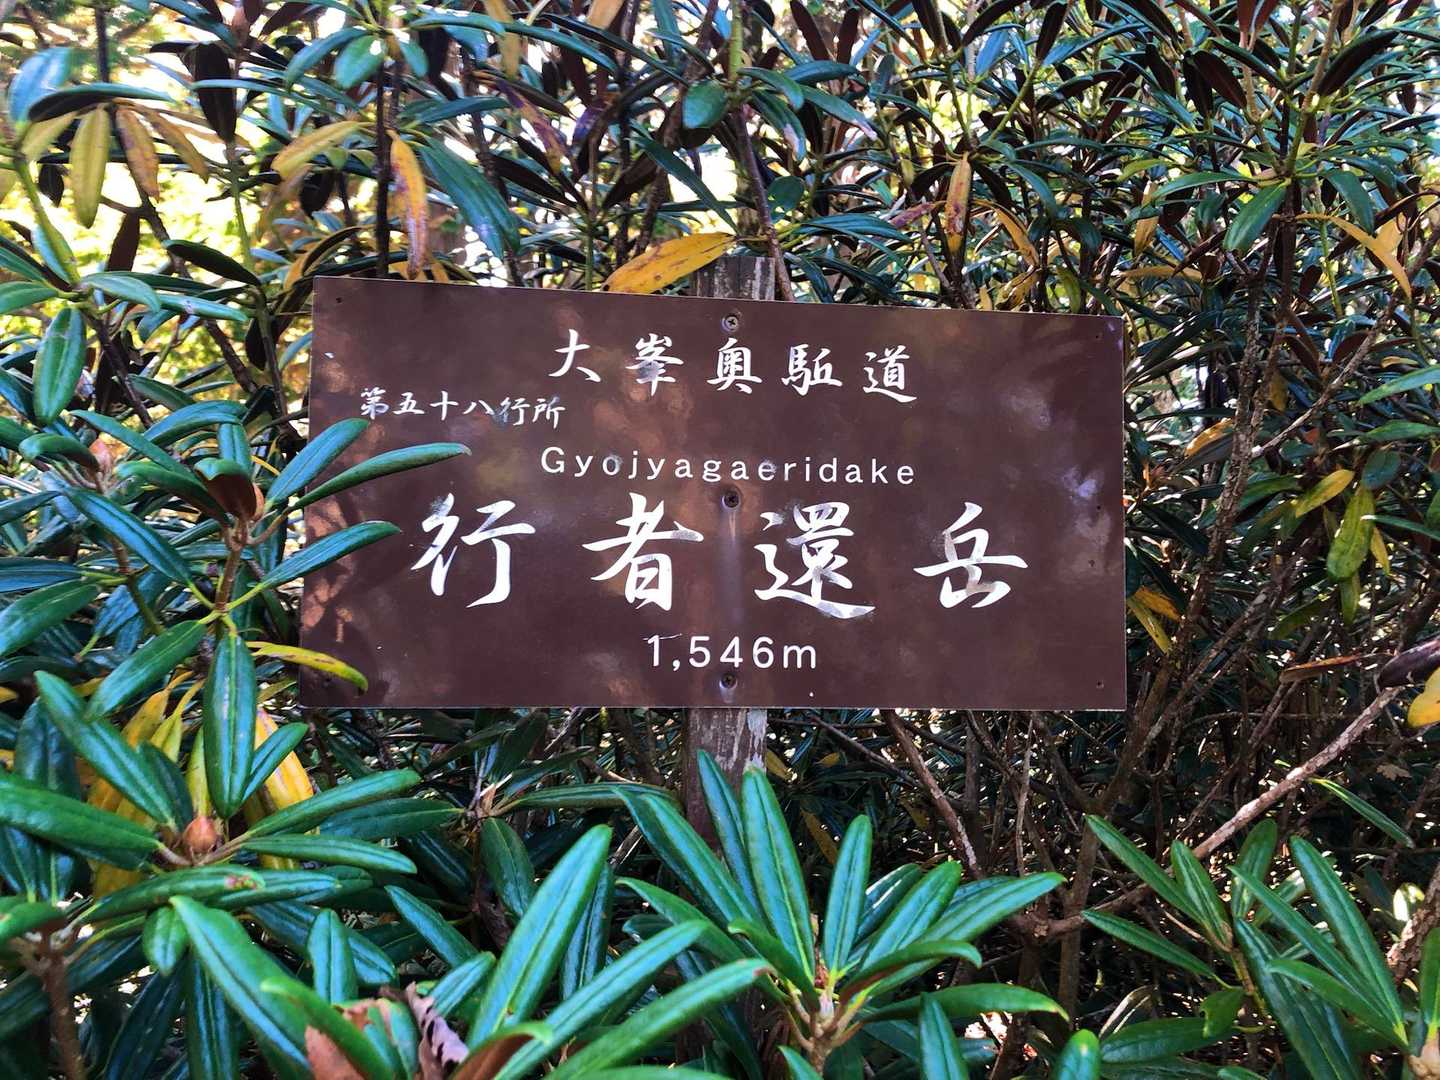 大峯奥駈道
第五十八行所
Gyojyagaeridake
行者還岳
1,546m